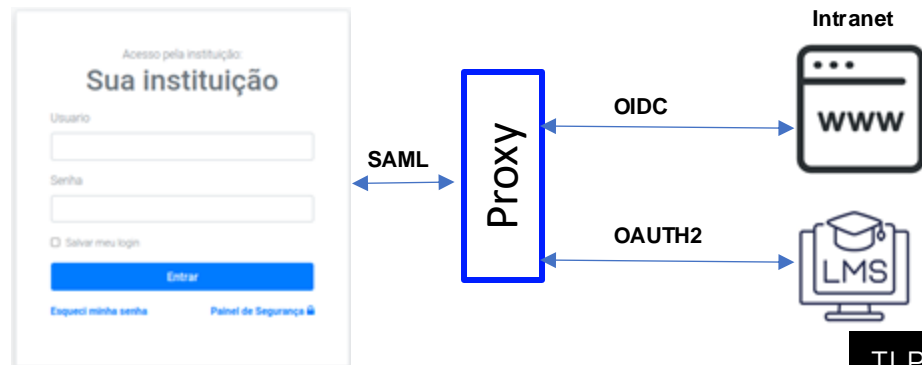 Acesso pela instituição:
Sua instituição
Usuario
Senha
Salvar meu login
Entrar
Esqueci minha senha
Painel de Segurança
SAML
Proxy
OIDC
OAUTH2
Intranet
www
LMS